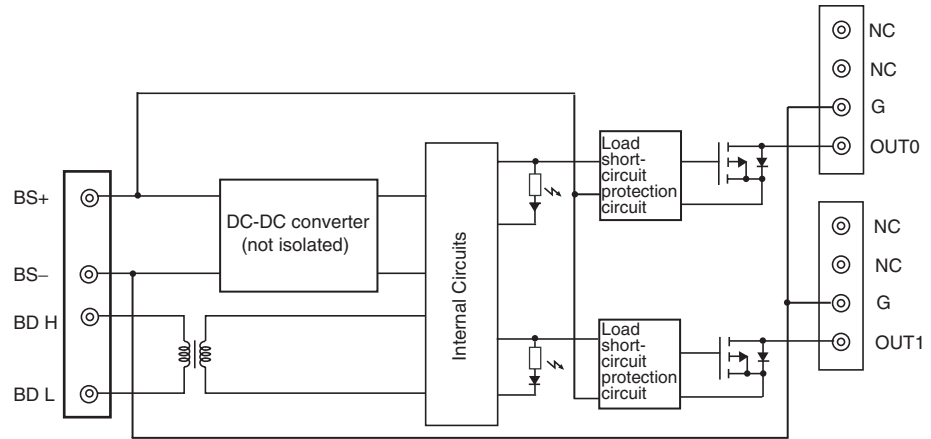 NC
NC
G
OUT0
Load
short-
circuit
protection
circuit
BS+
DC-DC converter
(not isolated)
Internal Circuits
NC
NC
G
OUT1
BS–
BD H
BD L
Load
short-
circuit
protection
circuit